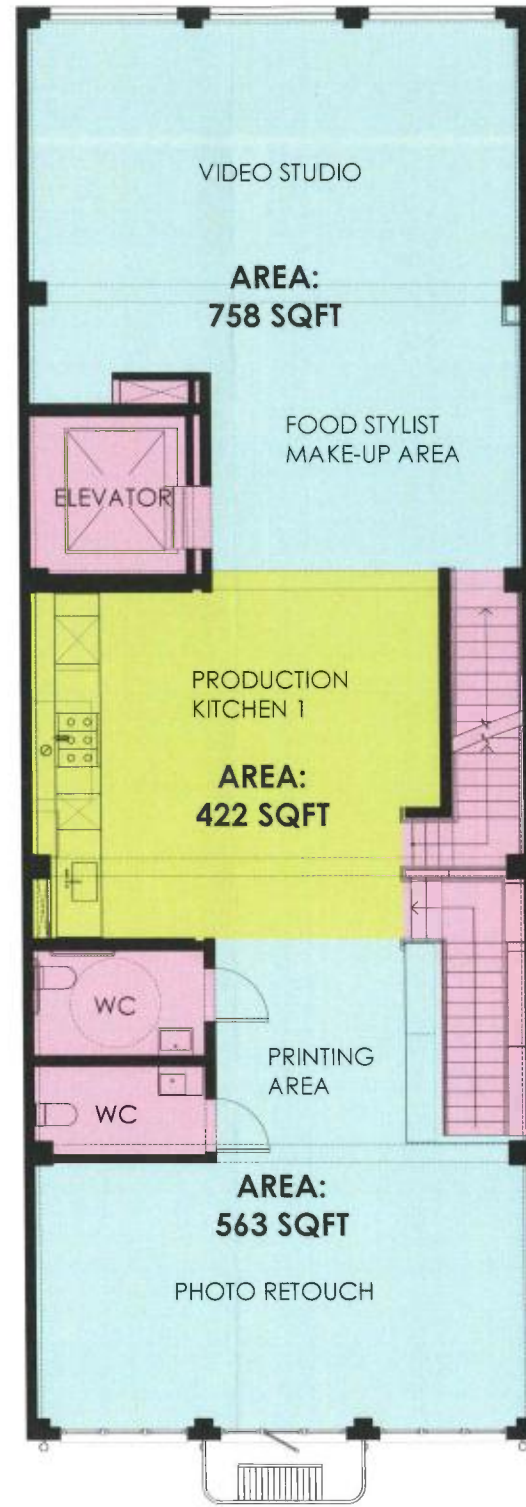 VIDEO STUDIO
AREA:
758 SQFT
FOOD STYLIST
MAKE-UP AREA
ELEVATOR
PRODUCTION
KITCHEN 1
AREA:
422 SQFT
WC
PRINTING
AREA
WC
AREA:
563 SQFT
PHOTO RETOUCH